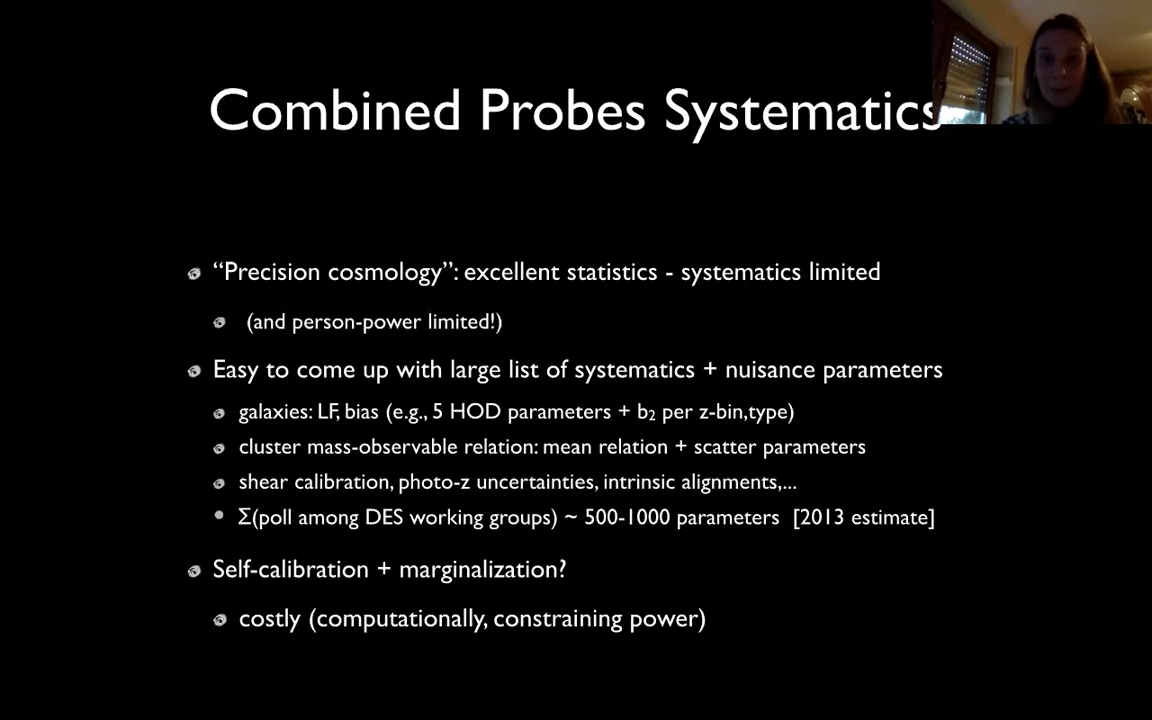 Combined Probes Systematics
“Precision cosmology”: excellent statistics - systematics limited
(and person-power limited!)
Easy to come up with large list of systematics + nuisance parameters
galaxies: LF, bias (e.g., 5 HOD parameters + b₂ per z-bin,type)
cluster mass-observable relation: mean relation + scatter parameters
shear calibration, photo-z uncertainties, intrinsic alignments,...
Σ(poll among DES working groups) ~ 500-1000 parameters [2013 estimate]
Self-calibration + marginalization?
costly (computationally, constraining power)